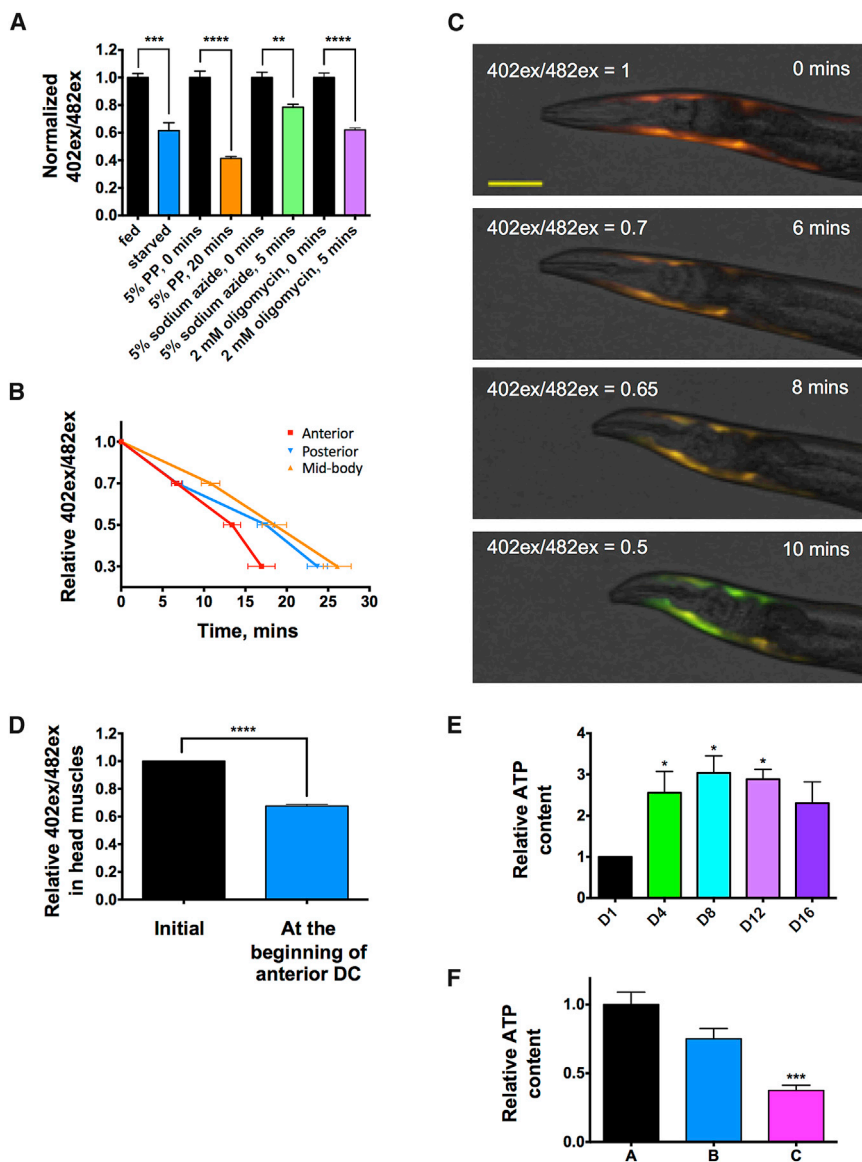 A
***
****
**
****
Normalized
402ex/482ex
1.2
1.0
0.8
0.6
0.4
0.2
0.0
fed
starved
5% PP, 0 mins
5% PP, 20 mins
5% sodium azide, 0 mins
5% sodium azide, 5 mins
2 mM oligomycin, 0 mins
2 mM oligomycin, 5 mins
B
Relative 402ex/482ex
1.0
0.7
0.5
0.3
Anterior
Posterior
Mid-body
0
5
10
15
20
25
30
Time, mins
C
402ex/482ex = 1
0 mins
402ex/482ex = 0.7
6 mins
402ex/482ex = 0.65
8 mins
402ex/482ex = 0.5
10 mins
D
Relative 402ex/482ex
in head muscles
1.2
1.0
0.8
0.6
0.4
0.2
0.0
****
Initial
At the
beginning of
anterior DC
E
Relative ATP
content
4
3
2
1
0
*
*
*
D1
D4
D8
D12
D16
F
Relative ATP
content
1.0
0.5
0.0
***
A
B
C